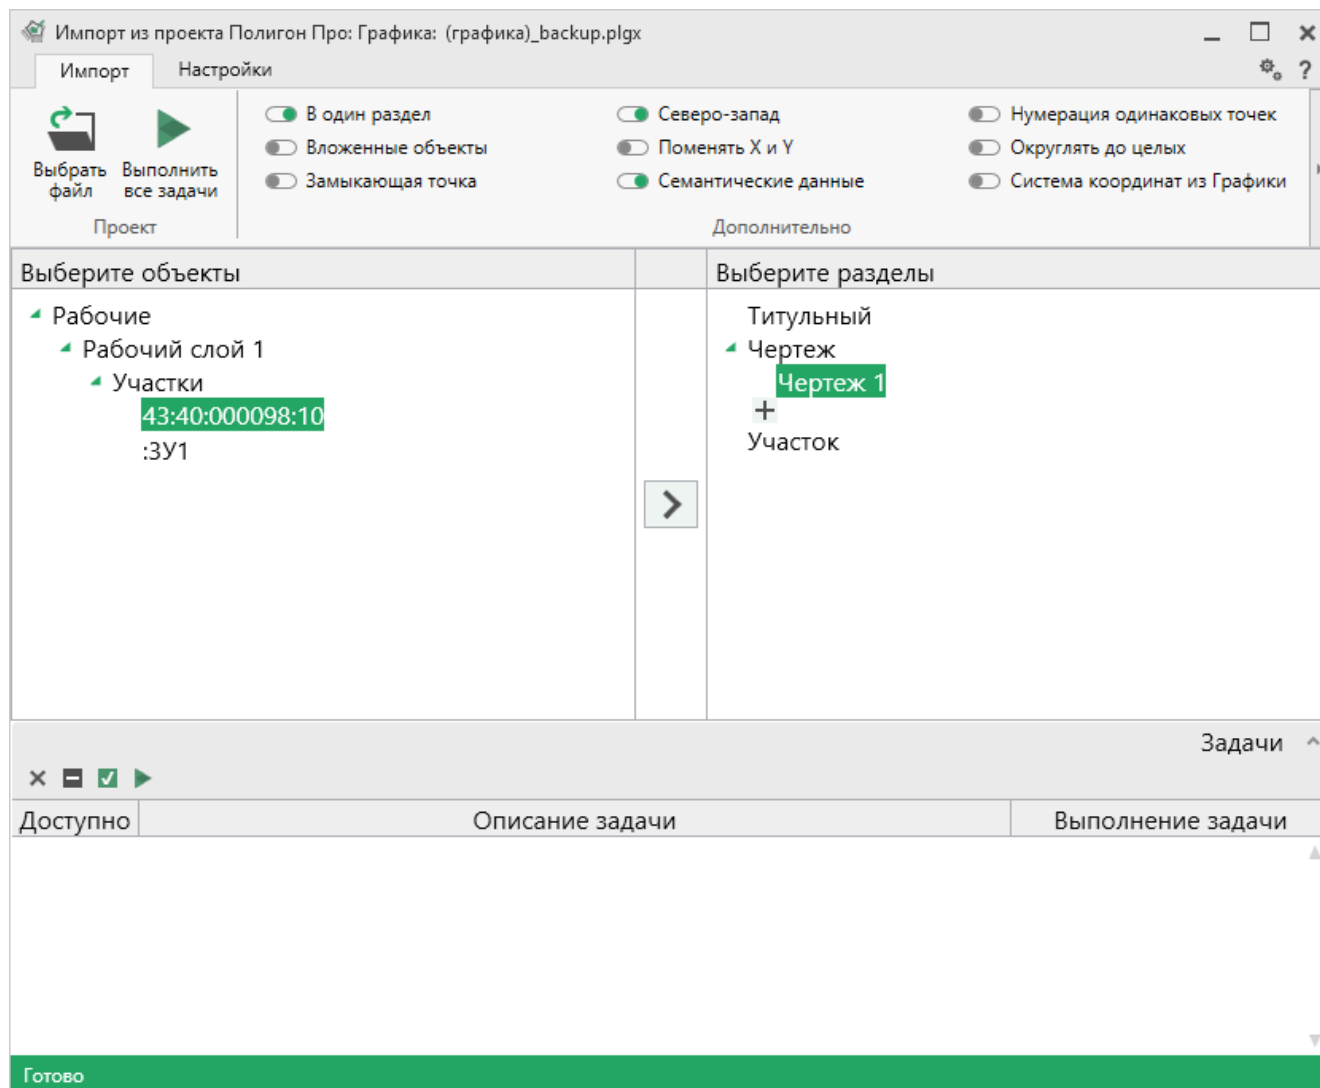 Импорт из проекта Полигон Про: Графика: (графика)_backup.plgx
Импорт Настройки
Выбрать файл
Выполнить все задачи
Проект
В один раздел
Вложенные объекты
Замыкающая точка
Северо-запад
Поменять X и Y
Семантические данные
Нумерация одинаковых точек
Округлять до целых
Система координат из Графики
Дополнительно
Выберите объекты
Рабочие
Рабочий слой 1
Участки
43:40:000098:10
:ЗУ1
Выберите разделы
Титульный
Чертеж
Чертеж 1
Участок
Задачи
Доступно Описание задачи Выполнение задачи
Готово